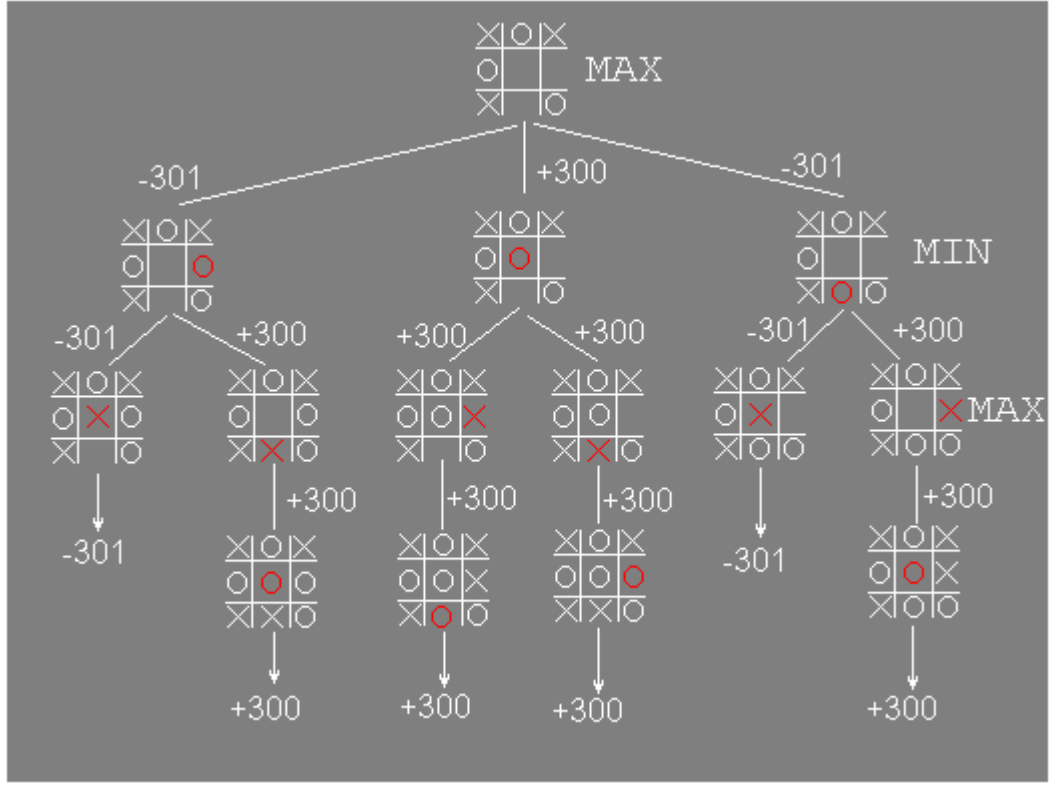 X O X
O MAX
X O
-301 +300 -301
X O X X O X X O X
O O O O O MIN
X O X O X O O
-301 +300 +300 +300 -301 +300
X O X X O X X O X X O X X O X X O X
O X O O O O O X O O O X O X MAX
X O X X O X O X X O X O O X O O
+300 +300 +300 +300
-301 -301
X O X X O X X O X X O X
O O O O O X O O O O O X
X X O X O O X X O X O O
+300 +300 +300 +300